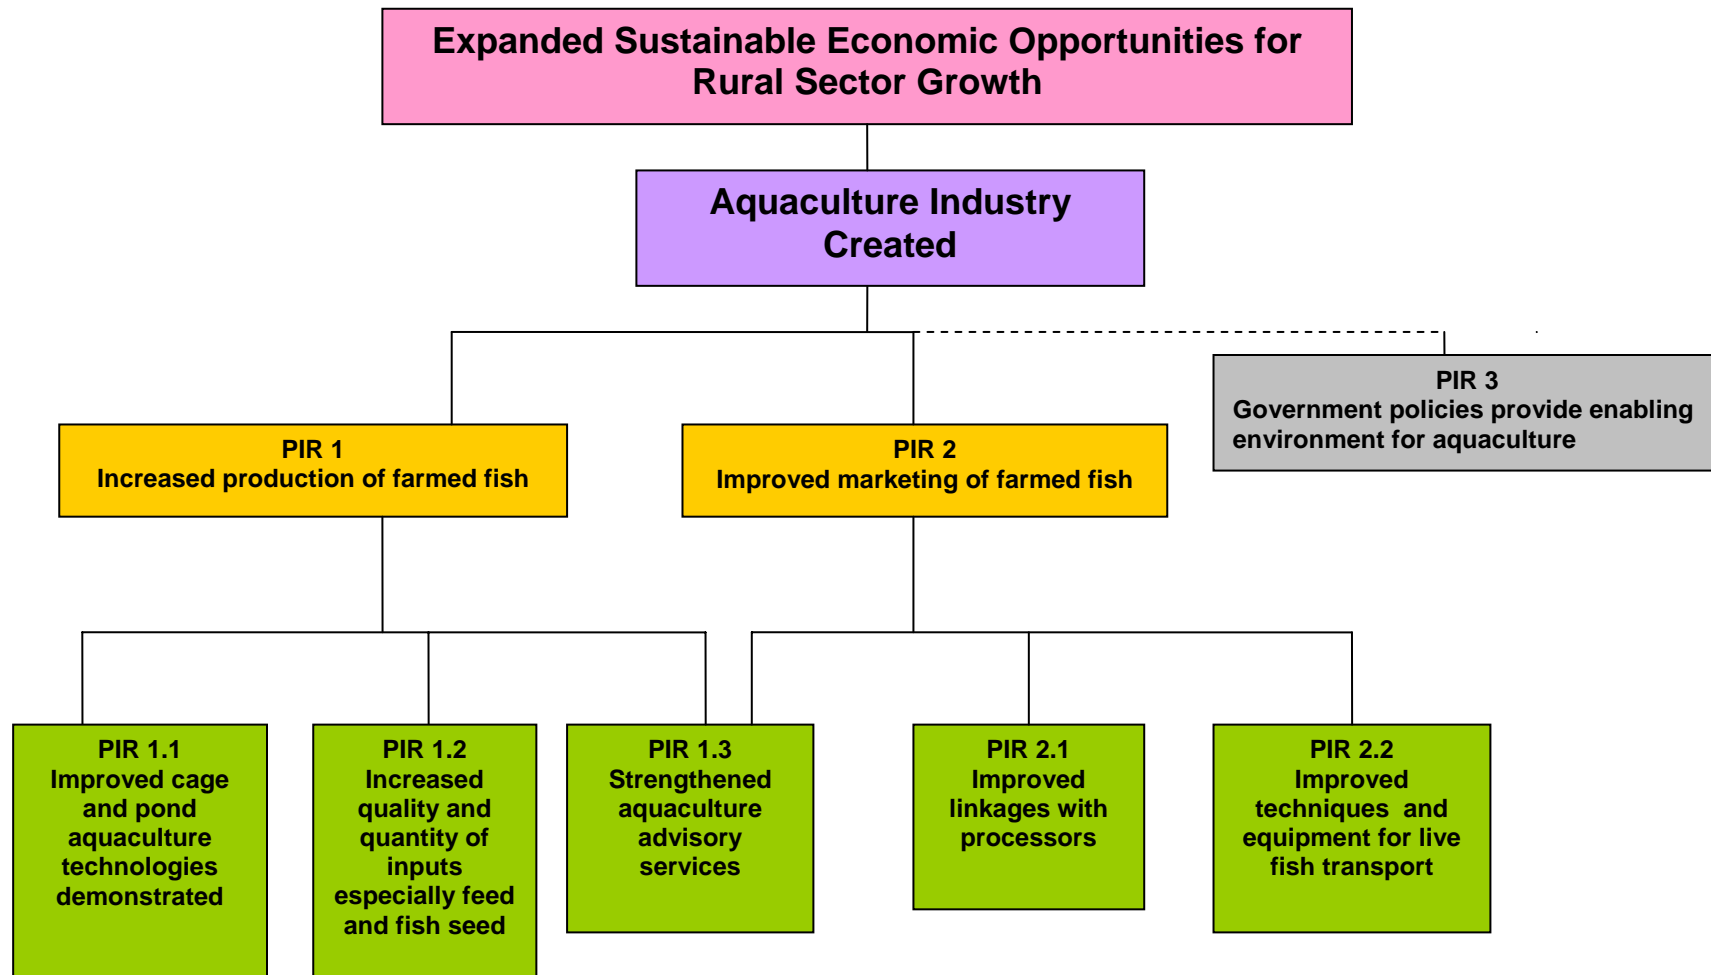 Expanded Sustainable Economic Opportunities for
Rural Sector Growth
Aquaculture Industry
Created
PIR 3
Government policies provide enabling
environment for aquaculture
PIR 1
Increased production of farmed fish
PIR 2
Improved marketing of farmed fish
PIR 1.1
Improved cage
and pond
aquaculture
technologies
demonstrated
PIR 1.2
Increased
quality and
quantity of
inputs
especially feed
and fish seed
PIR 1.3
Strengthened
aquaculture
advisory
services
PIR 2.1
Improved
linkages with
processors
PIR 2.2
Improved
techniques and
equipment for live
fish transport